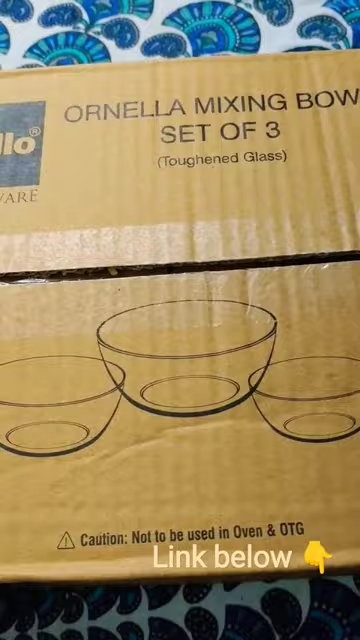 llo®
WARE
ORNELLA MIXING BOW
SET OF 3
(Toughened Glass)
⚠ Caution: Not to be used in Oven & OTG
Link below 👇